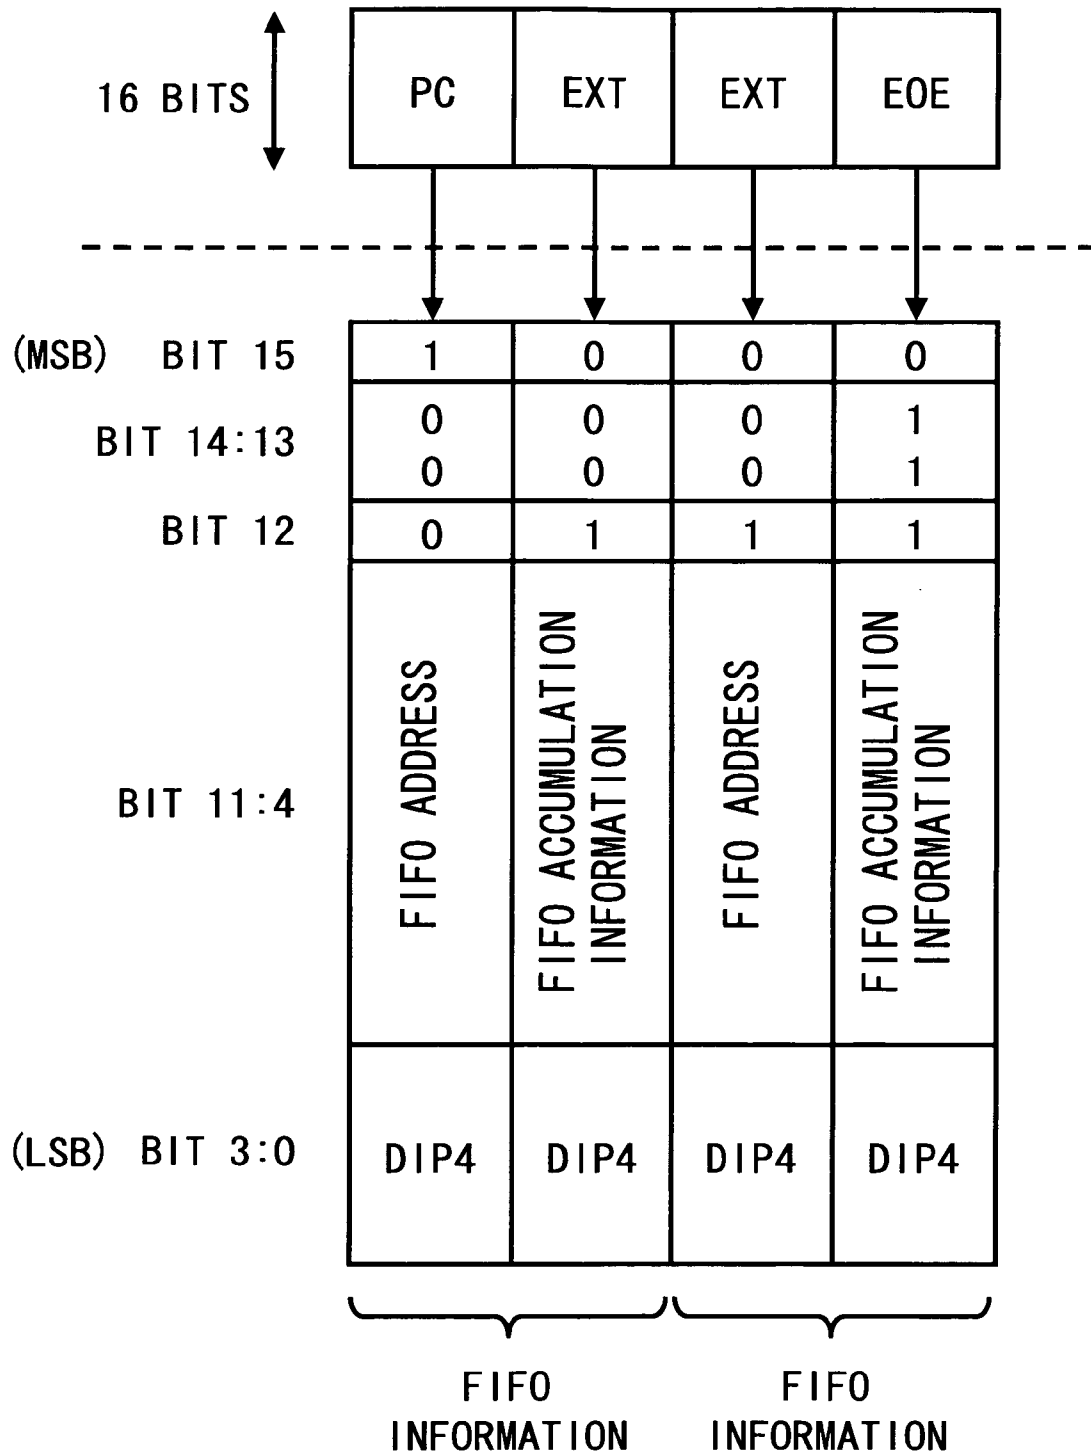 16 BITS PC EXT EXT EOE
(MSB) BIT 15 1 0 0 0
BIT 14:13 0 0 0 1
0 0 0 1
BIT 12 0 1 1 1
BIT 11:4
FIFO ADDRESS
FIFO ACCUMULATION
INFORMATION
FIFO ADDRESS
FIFO ACCUMULATION
INFORMATION
(LSB) BIT 3:0 DIP4 DIP4 DIP4 DIP4
FIFO
INFORMATION
FIFO
INFORMATION